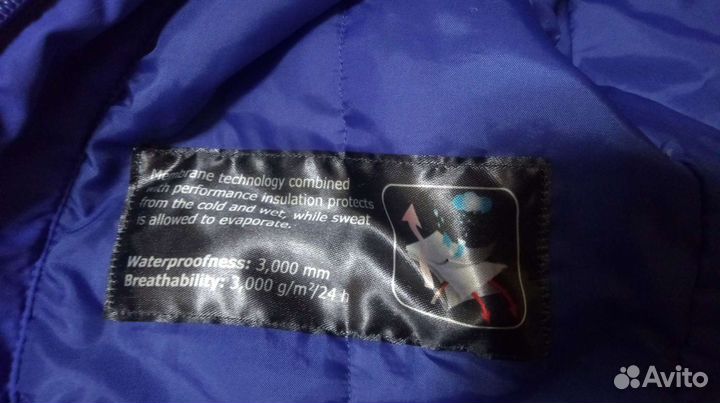 Membrane technology combined
with performance insulation protects
from the cold and wet, while sweat
is allowed to evaporate.
Waterproofness: 3,000 mm
Breathability: 3,000 g/m²/24 h
Avito